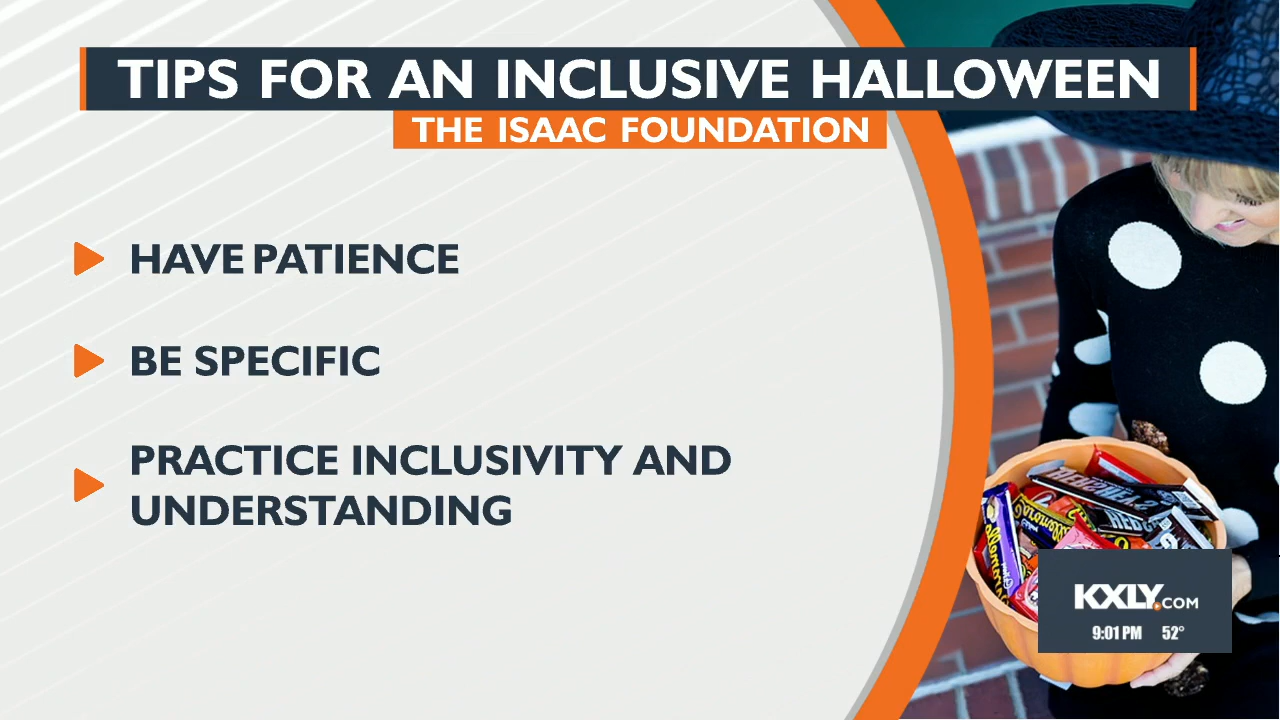 TIPS FOR AN INCLUSIVE HALLOWEEN
THE ISAAC FOUNDATION
HAVE PATIENCE
BE SPECIFIC
PRACTICE INCLUSIVITY AND
UNDERSTANDING
KXLY.COM
9:01 PM 52°